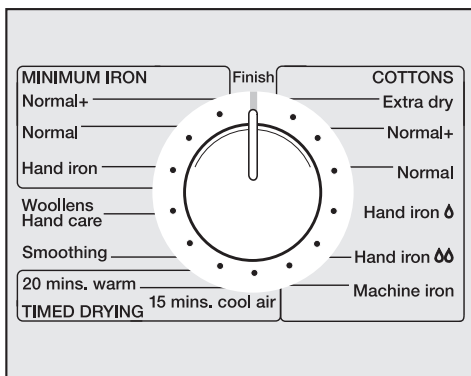 MINIMUM IRON
Normal+
Normal
Hand iron
Woollens
Hand care
Smoothing
20 mins. warm
15 mins. cool air
TIMED DRYING
Finish
COTTONS
Extra dry
Normal+
Normal
Hand iron
Hand iron
Machine iron